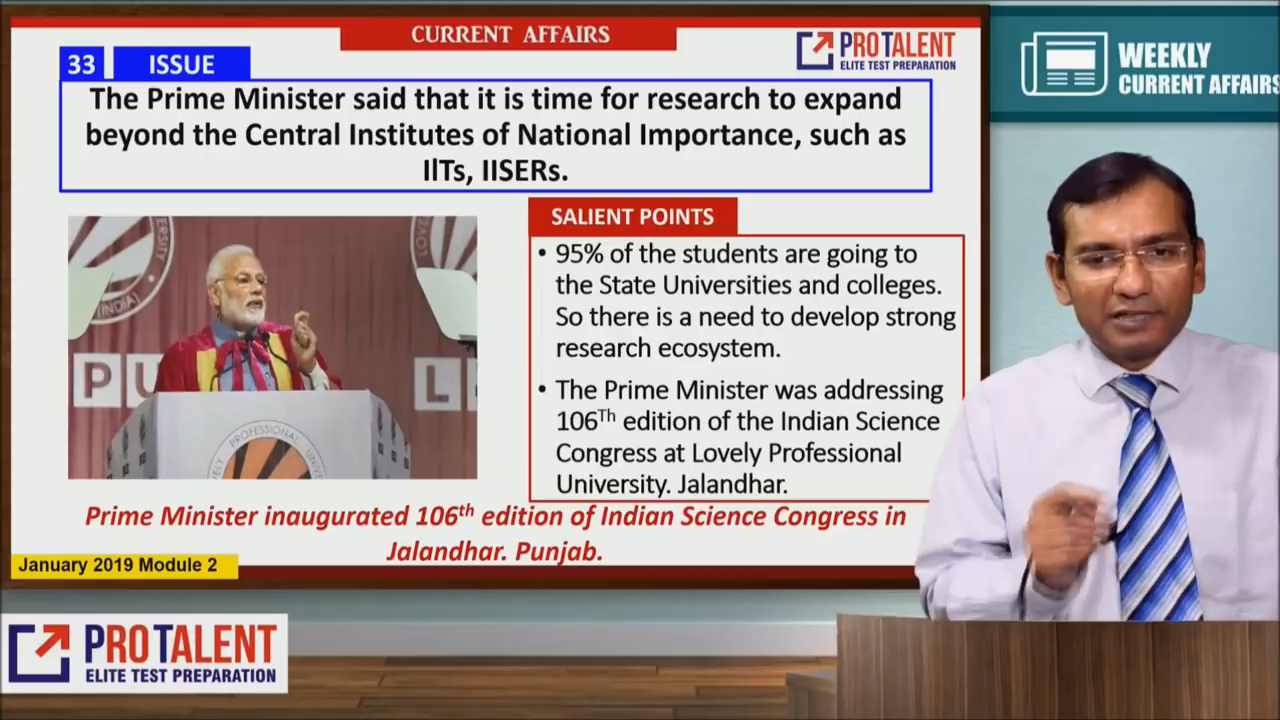 CURRENT AFFAIRS
33 ISSUE
PROTALENT
ELITE TEST PREPARATION
The Prime Minister said that it is time for research to expand
beyond the Central Institutes of National Importance, such as
IITs, IISERs.
SALIENT POINTS
• 95% of the students are going to
the State Universities and colleges.
So there is a need to develop strong
research ecosystem.
• The Prime Minister was addressing
106Th edition of the Indian Science
Congress at Lovely Professional
University. Jalandhar.
(INDIA)
PU
L
PROFESSIONAL
Prime Minister inaugurated 106th edition of Indian Science Congress in
Jalandhar. Punjab.
January 2019 Module 2
PROTALENT
ELITE TEST PREPARATION
WEEKLY
CURRENT AFFAIRS